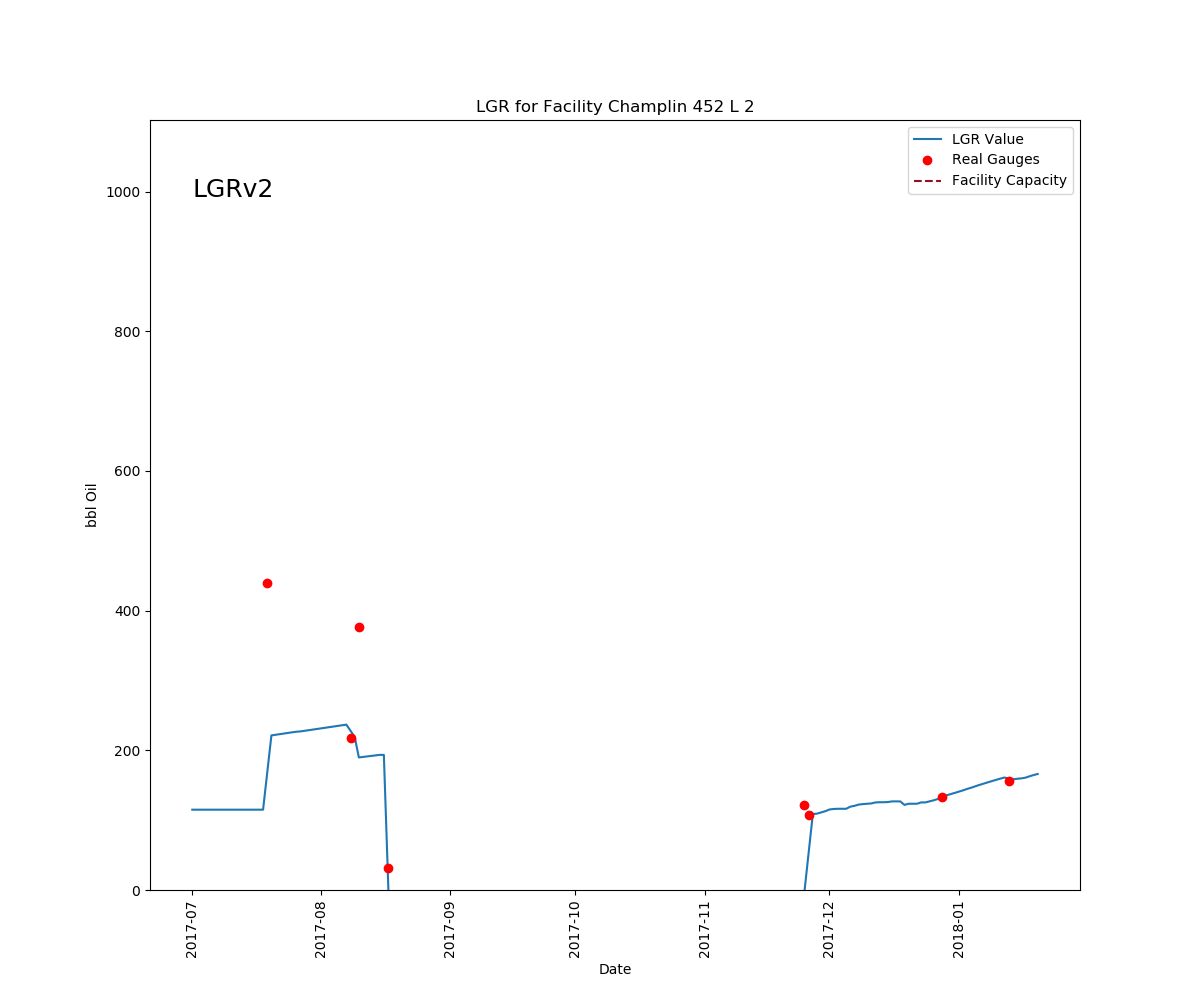 LGR for Facility Champlin 452 L 2
LGR Value
Real Gauges
Facility Capacity
LGRv2
1000
800
600
400
200
0
bbl Oil
2017-07
2017-08
2017-09
2017-10
2017-11
2017-12
2018-01
Date